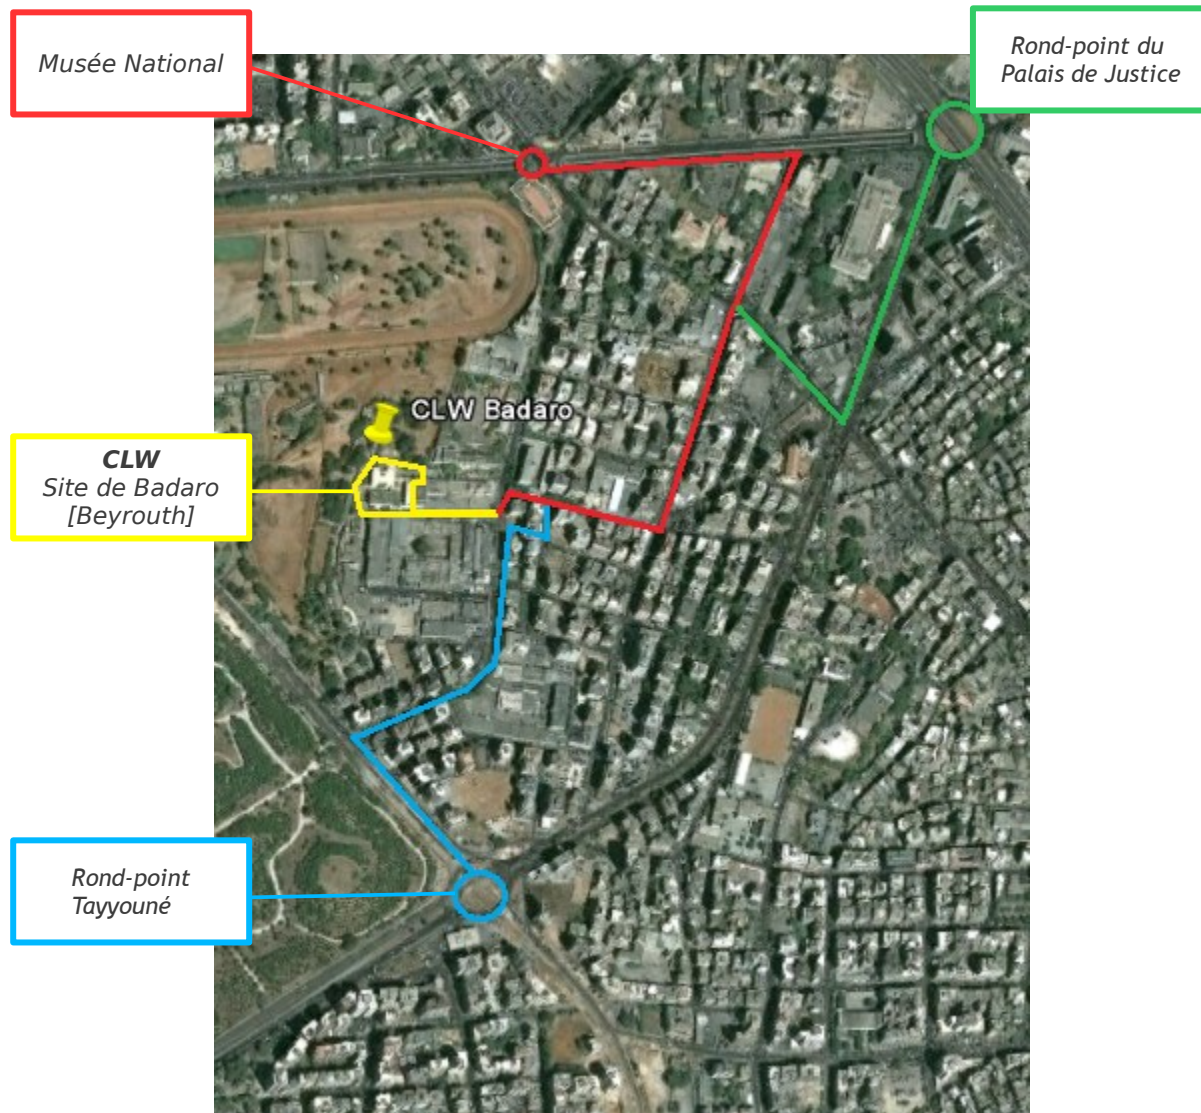 Musée National
Rond-point du
Palais de Justice
CLW Badaro
CLW
Site de Badaro
[Beyrouth]
Rond-point
Tayyouné